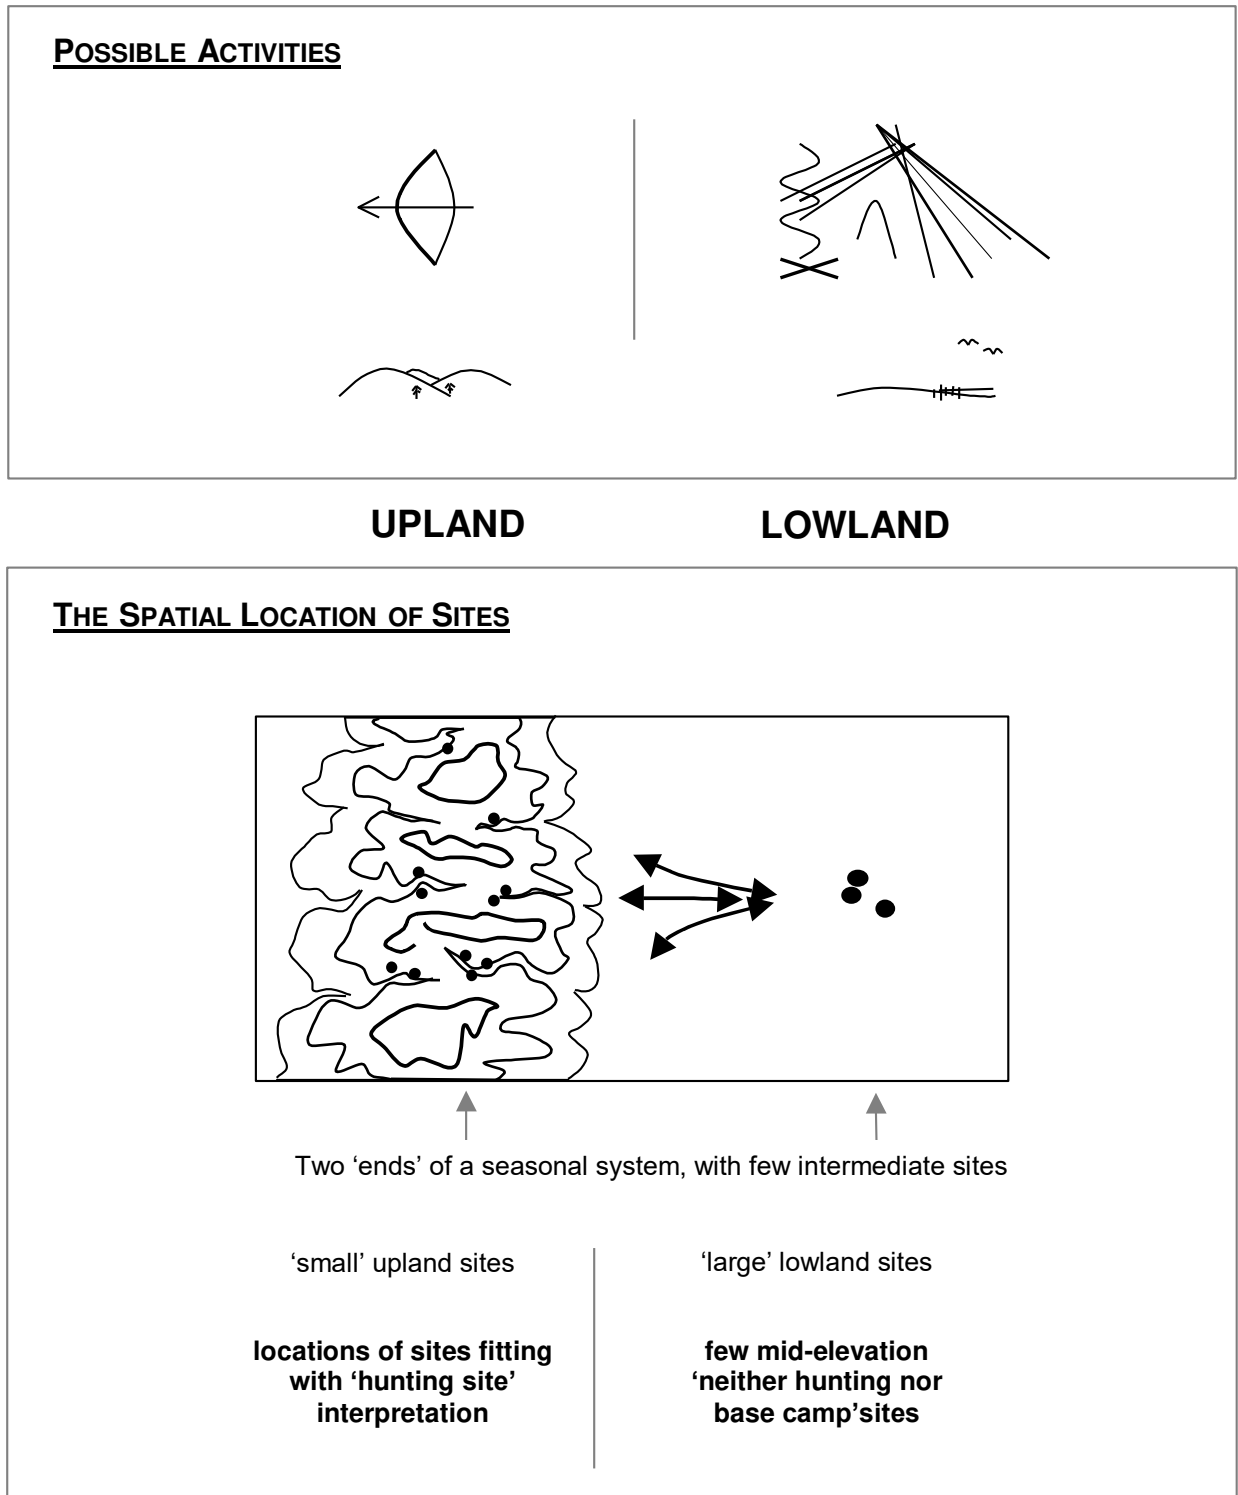 POSSIBLE ACTIVITIES
UPLAND LOWLAND
THE SPATIAL LOCATION OF SITES
Two ‘ends’ of a seasonal system, with few intermediate sites
‘small’ upland sites
‘large’ lowland sites
locations of sites fitting
with ‘hunting site’
interpretation
few mid-elevation
‘neither hunting nor
base camp’sites